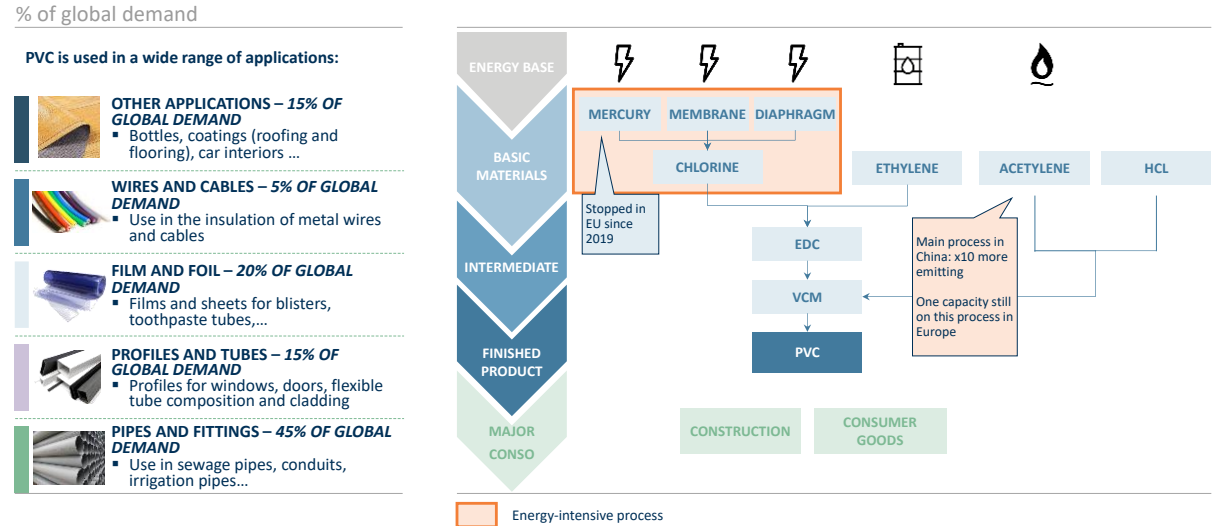 % of global demand
PVC is used in a wide range of applications:
OTHER APPLICATIONS – 15% OF
GLOBAL DEMAND
▪ Bottles, coatings (roofing and
flooring), car interiors …
WIRES AND CABLES – 5% OF GLOBAL
DEMAND
▪ Use in the insulation of metal wires
and cables
FILM AND FOIL – 20% OF GLOBAL
DEMAND
▪ Films and sheets for blisters,
toothpaste tubes,…
PROFILES AND TUBES – 15% OF
GLOBAL DEMAND
▪ Profiles for windows, doors, flexible
tube composition and cladding
PIPES AND FITTINGS – 45% OF GLOBAL
DEMAND
▪ Use in sewage pipes, conduits,
irrigation pipes…
ENERGY BASE
BASIC
MATERIALS
INTERMEDIATE
FINISHED
PRODUCT
MAJOR
CONSO
MERCURY
MEMBRANE
DIAPHRAGM
CHLORINE
ETHYLENE
ACETYLENE
HCL
Stopped in
EU since
2019
EDC
Main process in
China: x10 more
emitting
One capacity still
on this process in
Europe
VCM
PVC
CONSTRUCTION
CONSUMER
GOODS
Energy-intensive process